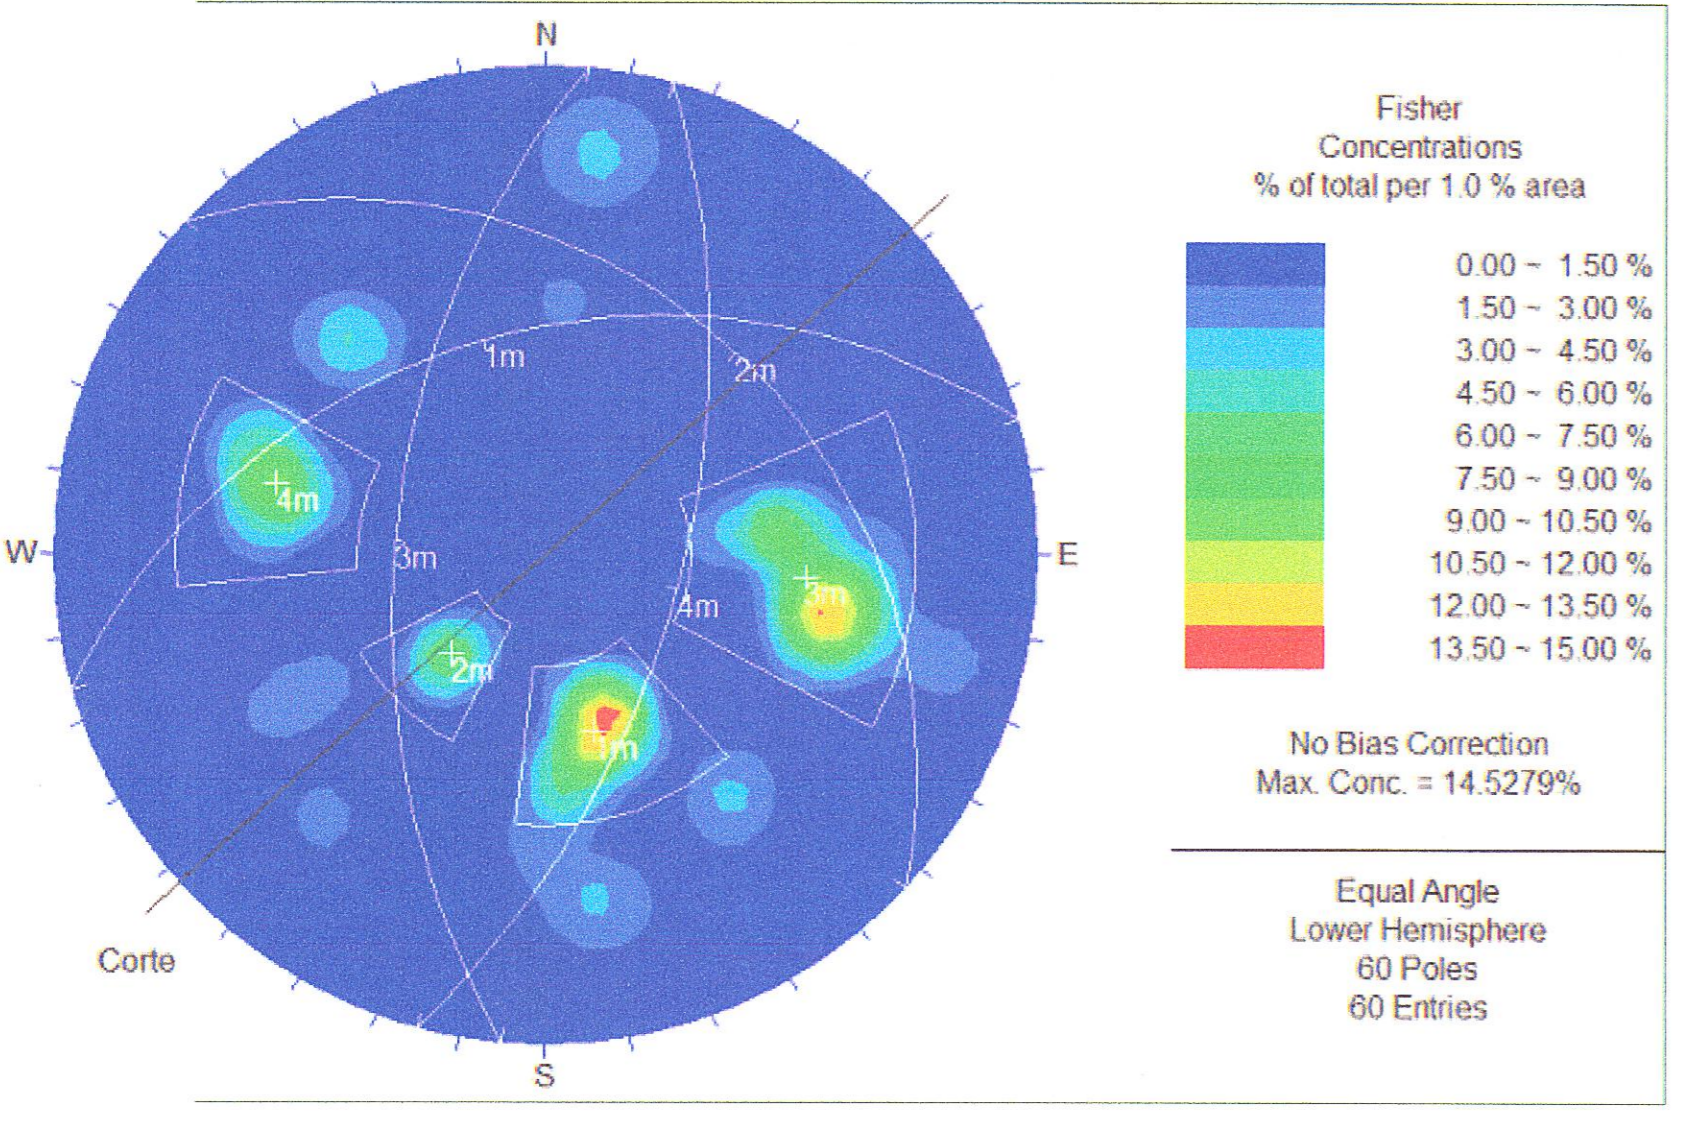 N
Fisher
Concentrations
% of total per 1.0 % area
0.00 ~ 1.50 %
1.50 ~ 3.00 %
3.00 ~ 4.50 %
4.50 ~ 6.00 %
6.00 ~ 7.50 %
7.50 ~ 9.00 %
9.00 ~ 10.50 %
10.50 ~ 12.00 %
12.00 ~ 13.50 %
13.50 ~ 15.00 %
1m
2m
4m
W
3m
E
3m
4m
2m
1m
No Bias Correction
Max. Conc. = 14.5279%
Equal Angle
Lower Hemisphere
60 Poles
60 Entries
Corte
S